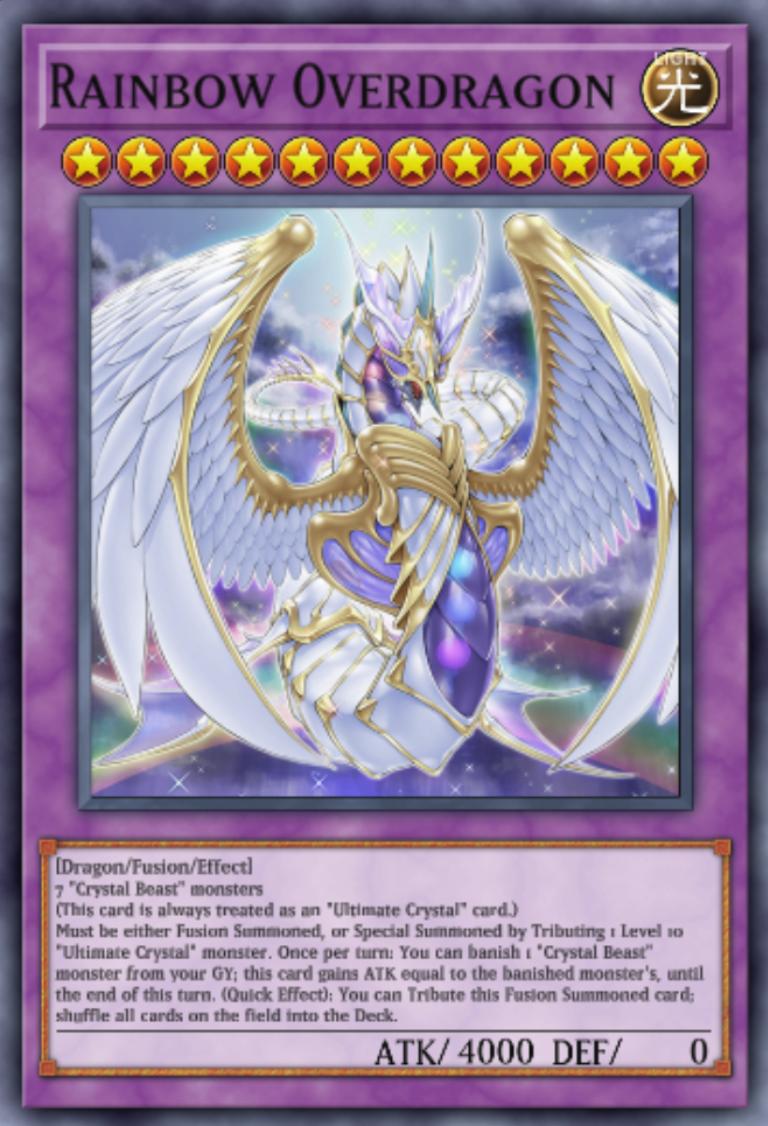 RAINBOW OVERDRAGON
LIGHT
光
[Dragon/Fusion/Effect]
7 "Crystal Beast" monsters
(This card is always treated as an "Ultimate Crystal" card.)
Must be either Fusion Summoned, or Special Summoned by Tributing 1 Level 10
"Ultimate Crystal" monster. Once per turn: You can banish 1 "Crystal Beast"
monster from your GY; this card gains ATK equal to the banished monster's, until
the end of this turn. (Quick Effect): You can Tribute this Fusion Summoned card;
shuffle all cards on the field into the Deck.
ATK/ 4000 DEF/ 0